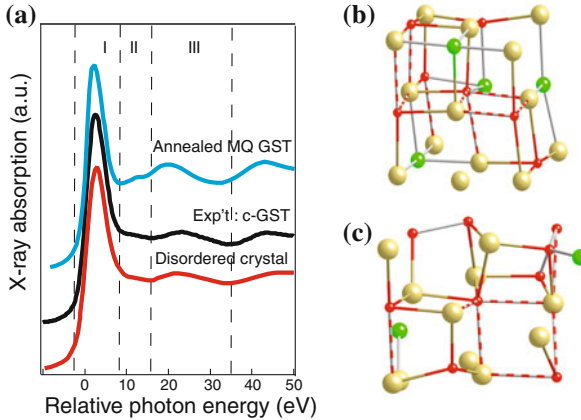 (a)
I II III
Annealed MQ GST
Exp't : c-GST
Disordered crystal
X-ray absorption (a.u.)
0 10 20 30 40 50
Relative photon energy (eV)
(b)
(c)